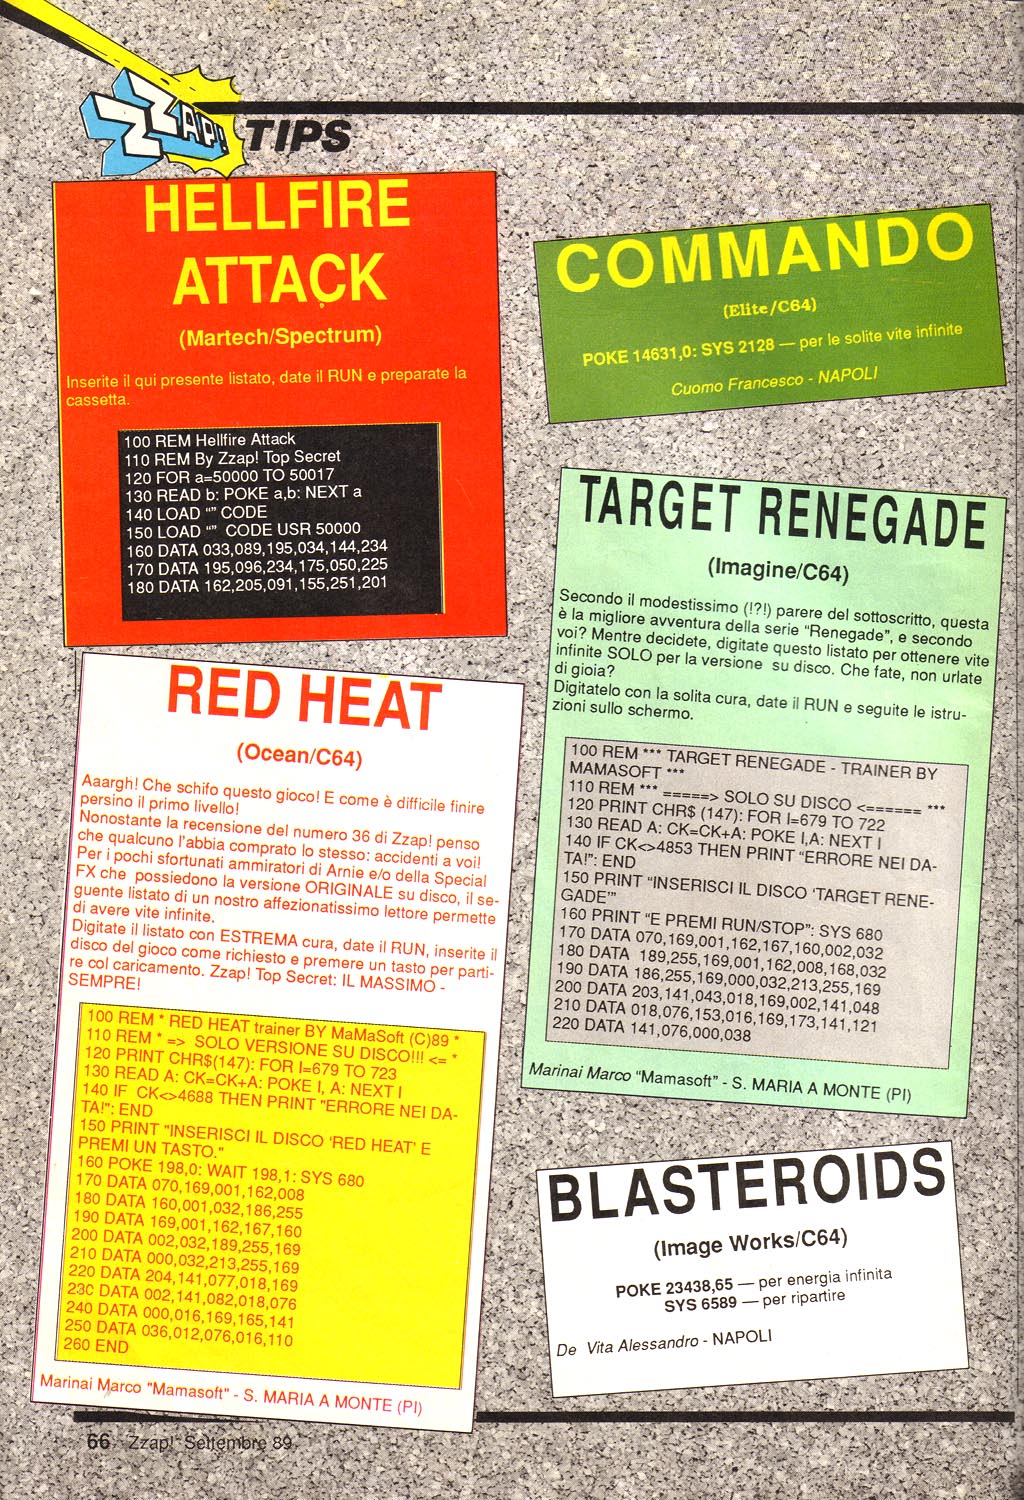 ZZAP! TIPS
HELLFIRE
ATTACK
(Martech/Spectrum)
Inserite il qui presente listato, date il RUN e preparate la
cassetta.
100 REM Hellfire Attack
110 REM By Zzap! Top Secret
120 FOR a=50000 TO 50017
130 READ b: POKE a,b: NEXT a
140 LOAD “” CODE
150 LOAD “” CODE USR 50000
160 DATA 033,089,195,034,144,234
170 DATA 195,096,234,175,050,225
180 DATA 162,205,091,155,251,201
RED HEAT
(Ocean/C64)
Aaargh! Che schifo questo gioco! E come è difficile finire
persino il primo livello!
Nonostante la recensione del numero 36 di Zzap! penso
che qualcuno l'abbia comprato lo stesso: accidenti a voi!
Per i pochi sfortunati ammiratori di Arnie e/o della Special
FX che possiedono la versione ORIGINALE su disco, il se-
guente listato di un nostro affezionatissimo lettore permette
di avere vite infinite.
Digitate il listato con ESTREMA cura, date il RUN, inserite il
disco del gioco come richiesto e premere un tasto per parti-
re col caricamento. Zzap! Top Secret: IL MASSIMO -
SEMPRE!
100 REM * RED HEAT trainer BY MaMaSoft (C)89 *
110 REM * => SOLO VERSIONE SU DISCO!!! <= *
120 PRINT CHR$(147): FOR I=679 TO 723
130 READ A: CK=CK+A: POKE I, A: NEXT I
140 IF CK<>4688 THEN PRINT "ERRORE NEI DA-
TA!": END
150 PRINT "INSERISCI IL DISCO 'RED HEAT' E
PREMI UN TASTO."
160 POKE 198,0: WAIT 198,1: SYS 680
170 DATA 070,169,001,162,008
180 DATA 160,001,032,186,255
190 DATA 169,001,162,167,160
200 DATA 002,032,189,255,169
210 DATA 000,032,213,255,169
220 DATA 204,141,077,018,169
230 DATA 002,141,082,018,076
240 DATA 000,016,169,165,141
250 DATA 036,012,076,016,110
260 END
Marinai Marco "Mamasoft" - S. MARIA A MONTE (PI)
COMMANDO
(Elite/C64)
POKE 14631,0: SYS 2128 — per le solite vite infinite
Cuomo Francesco - NAPOLI
TARGET RENEGADE
(Imagine/C64)
Secondo il modestissimo (!?!) parere del sottoscritto, questa
è la migliore avventura della serie "Renegade", e secondo
voi? Mentre decidete, digitate questo listato per ottenere vite
infinite SOLO per la versione su disco. Che fate, non urlate
di gioia?
Digitatelo con la solita cura, date il RUN e seguite le istru-
zioni sullo schermo.
100 REM *** TARGET RENEGADE - TRAINER BY
MAMASOFT ***
110 REM *** =====> SOLO SU DISCO <====== ***
120 PRINT CHR$ (147): FOR I=679 TO 722
130 READ A: CK=CK+A: POKE I,A: NEXT I
140 IF CK<>4853 THEN PRINT "ERRORE NEI DA-
TA!": END
150 PRINT "INSERISCI IL DISCO 'TARGET RENE-
GADE'"
160 PRINT "E PREMI RUN/STOP": SYS 680
170 DATA 070,169,001,162,167,160,002,032
180 DATA 189,255,169,001,162,008,168,032
190 DATA 186,255,169,000,032,213,255,169
200 DATA 203,141,043,018,169,002,141,048
210 DATA 018,076,153,016,169,173,141,121
220 DATA 141,076,000,038
Marinai Marco "Mamasoft" - S. MARIA A MONTE (PI)
BLASTEROIDS
(Image Works/C64)
POKE 23438,65 — per energia infinita
SYS 6589 — per ripartire
De Vita Alessandro - NAPOLI
66 Zzap! Settembre 89